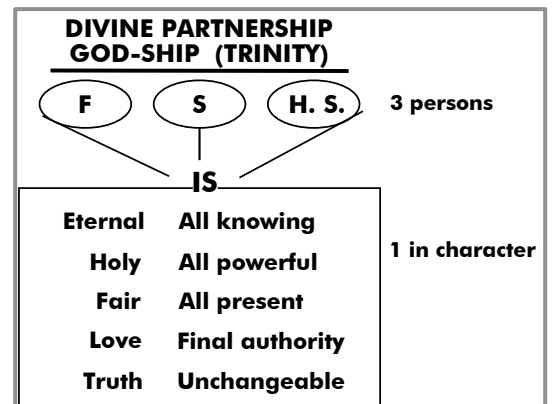 DIVINE PARTNERSHIP
GOD-SHIP (TRINITY)
F S H. S. 3 persons
IS
Eternal All knowing
1 in character
Holy All powerful
Fair All present
Love Final authority
Truth Unchangeable